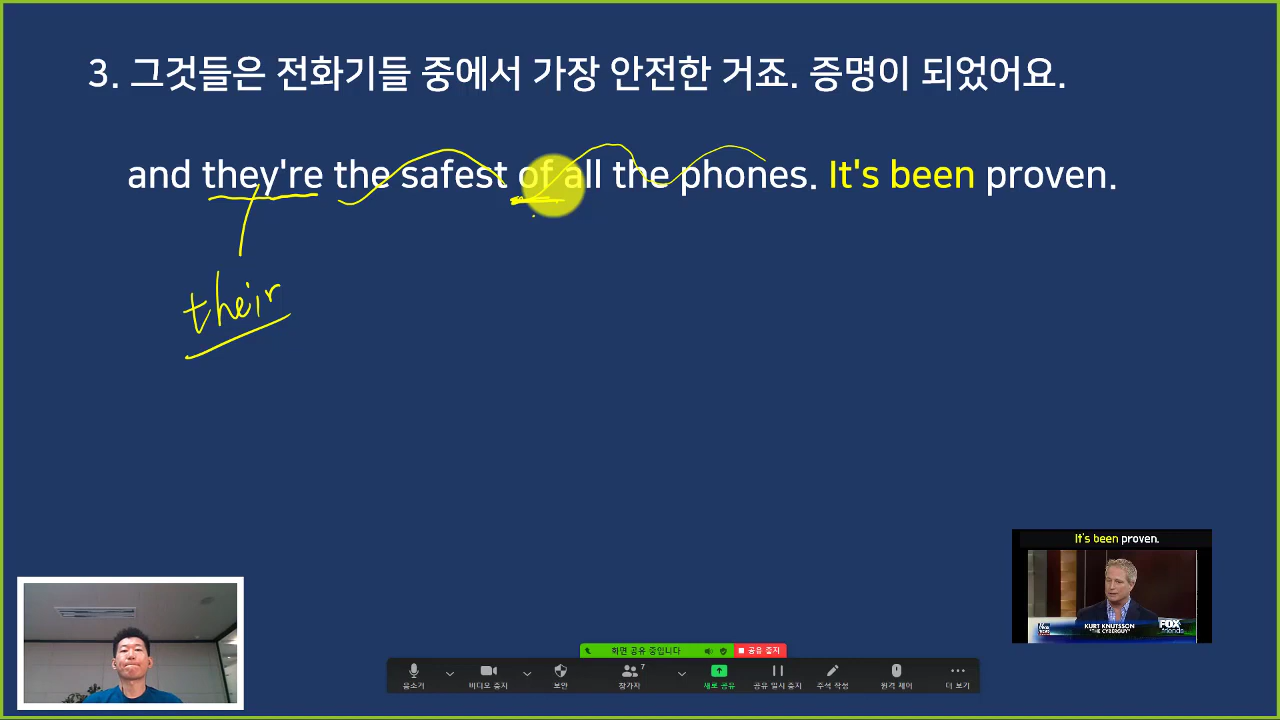 3. 그것들은 전화기들 중에서 가장 안전한 거죠. 증명이 되었어요.
and they're the safest of all the phones. It's been proven.
their
It's been proven.
KURT KNUTSSON
"THE CYBERGUY"
FOX
friends
화면 공유 중입니다
공유 중지
7
음소거
비디오 중지
보안
참가자
새로 공유
공유 일시 중지
주석 작성
원격 제어
더 보기